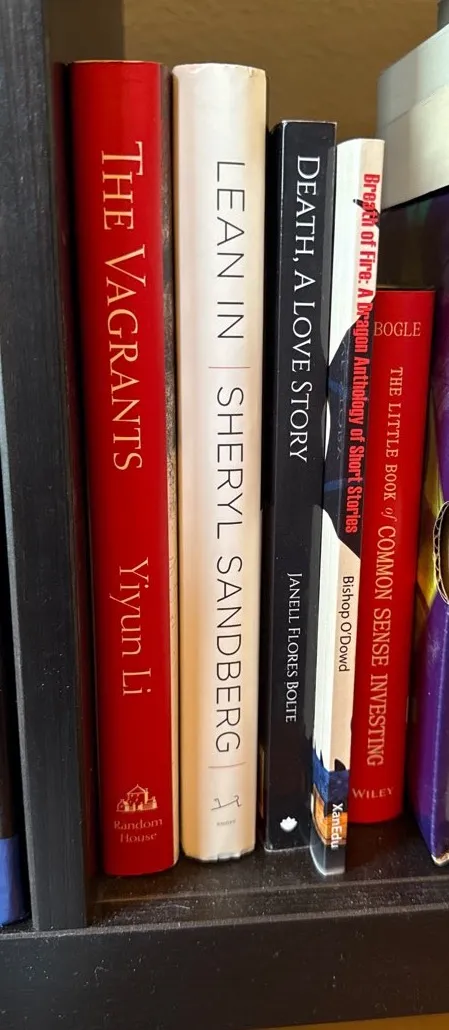 THE VAGRANTS
Yiyun Li
Random
House
LEAN IN | SHERYL SANDBERG
DEATH, A LOVE STORY
JANELL FLORES BOLTE
Breath of Fire: A Dragon Anthology of Short Stories
Bishop O'Dowd
XanEdu
BOGLE
THE LITTLE BOOK of COMMON SENSE INVESTING
WILEY